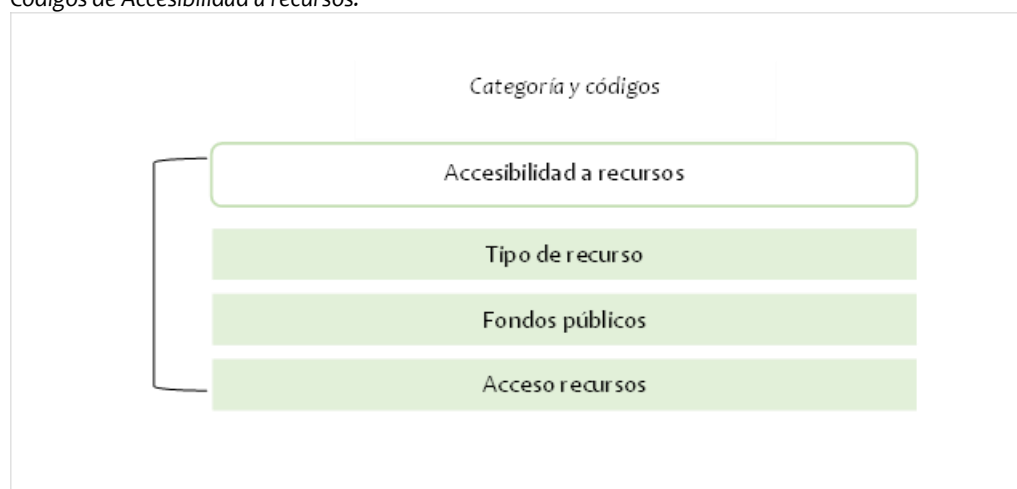 Códigos de Accesibilidad a recursos.
Categoría y códigos
Accesibilidad a recursos
Tipo de recurso
Fondos públicos
Acceso recursos